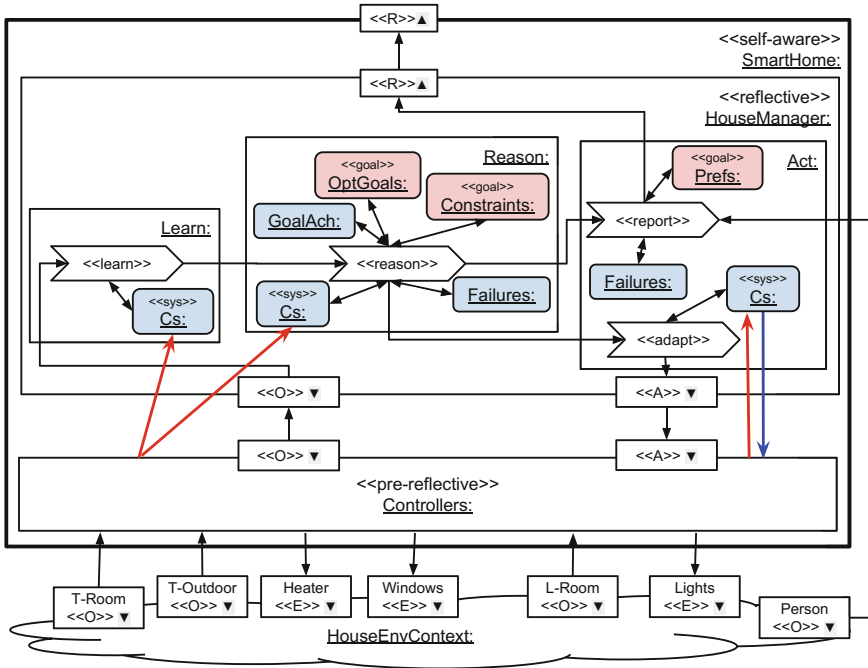 <<R>>▲
<<self-aware>>
SmartHome:
<<R>>▲
<<reflective>>
HouseManager:
Reason:
Act:
<<goal>>
OptGoals:
<<goal>>
Constraints:
<<goal>>
Prefs:
Learn:
GoalAch:
<<report>>
<<learn>>
<<reason>>
<<sys>>
Cs:
<<sys>>
Cs:
Failures:
Failures:
<<sys>>
Cs:
<<adapt>>
<<O>> ▼
<<A>> ▼
<<O>> ▼
<<A>> ▼
<<pre-reflective>>
Controllers:
T-Room
<<O>> ▼
T-Outdoor
<<O>> ▼
Heater
<<E>> ▼
Windows
<<E>> ▼
L-Room
<<O>> ▼
Lights
<<E>> ▼
Person
<<O>> ▼
HouseEnvContext: